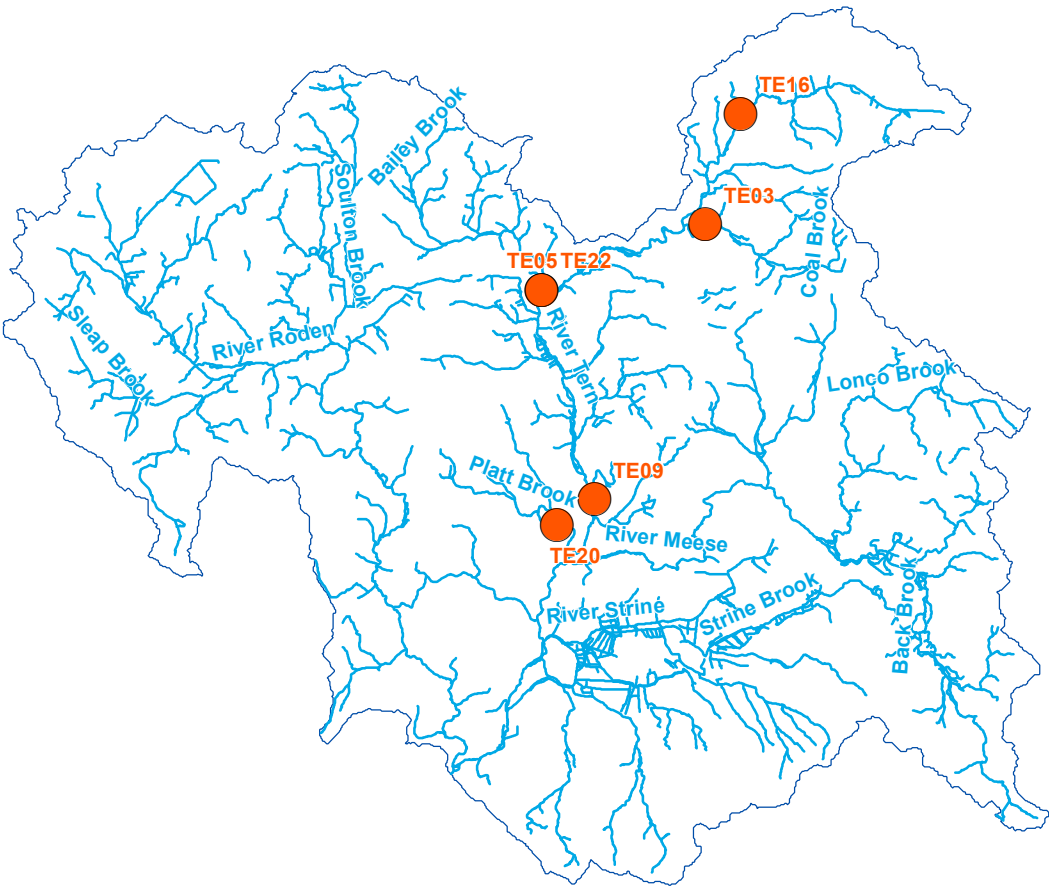 TE16
Bailey Brook
Soulton Brook
TE03
Coal Brook
TE05 TE22
Sleap Brook
River Roden
River Tern
Lonco Brook
Platt Brook
TE09
River Meese
TE20
River Strine
Strine Brook
Back Brook